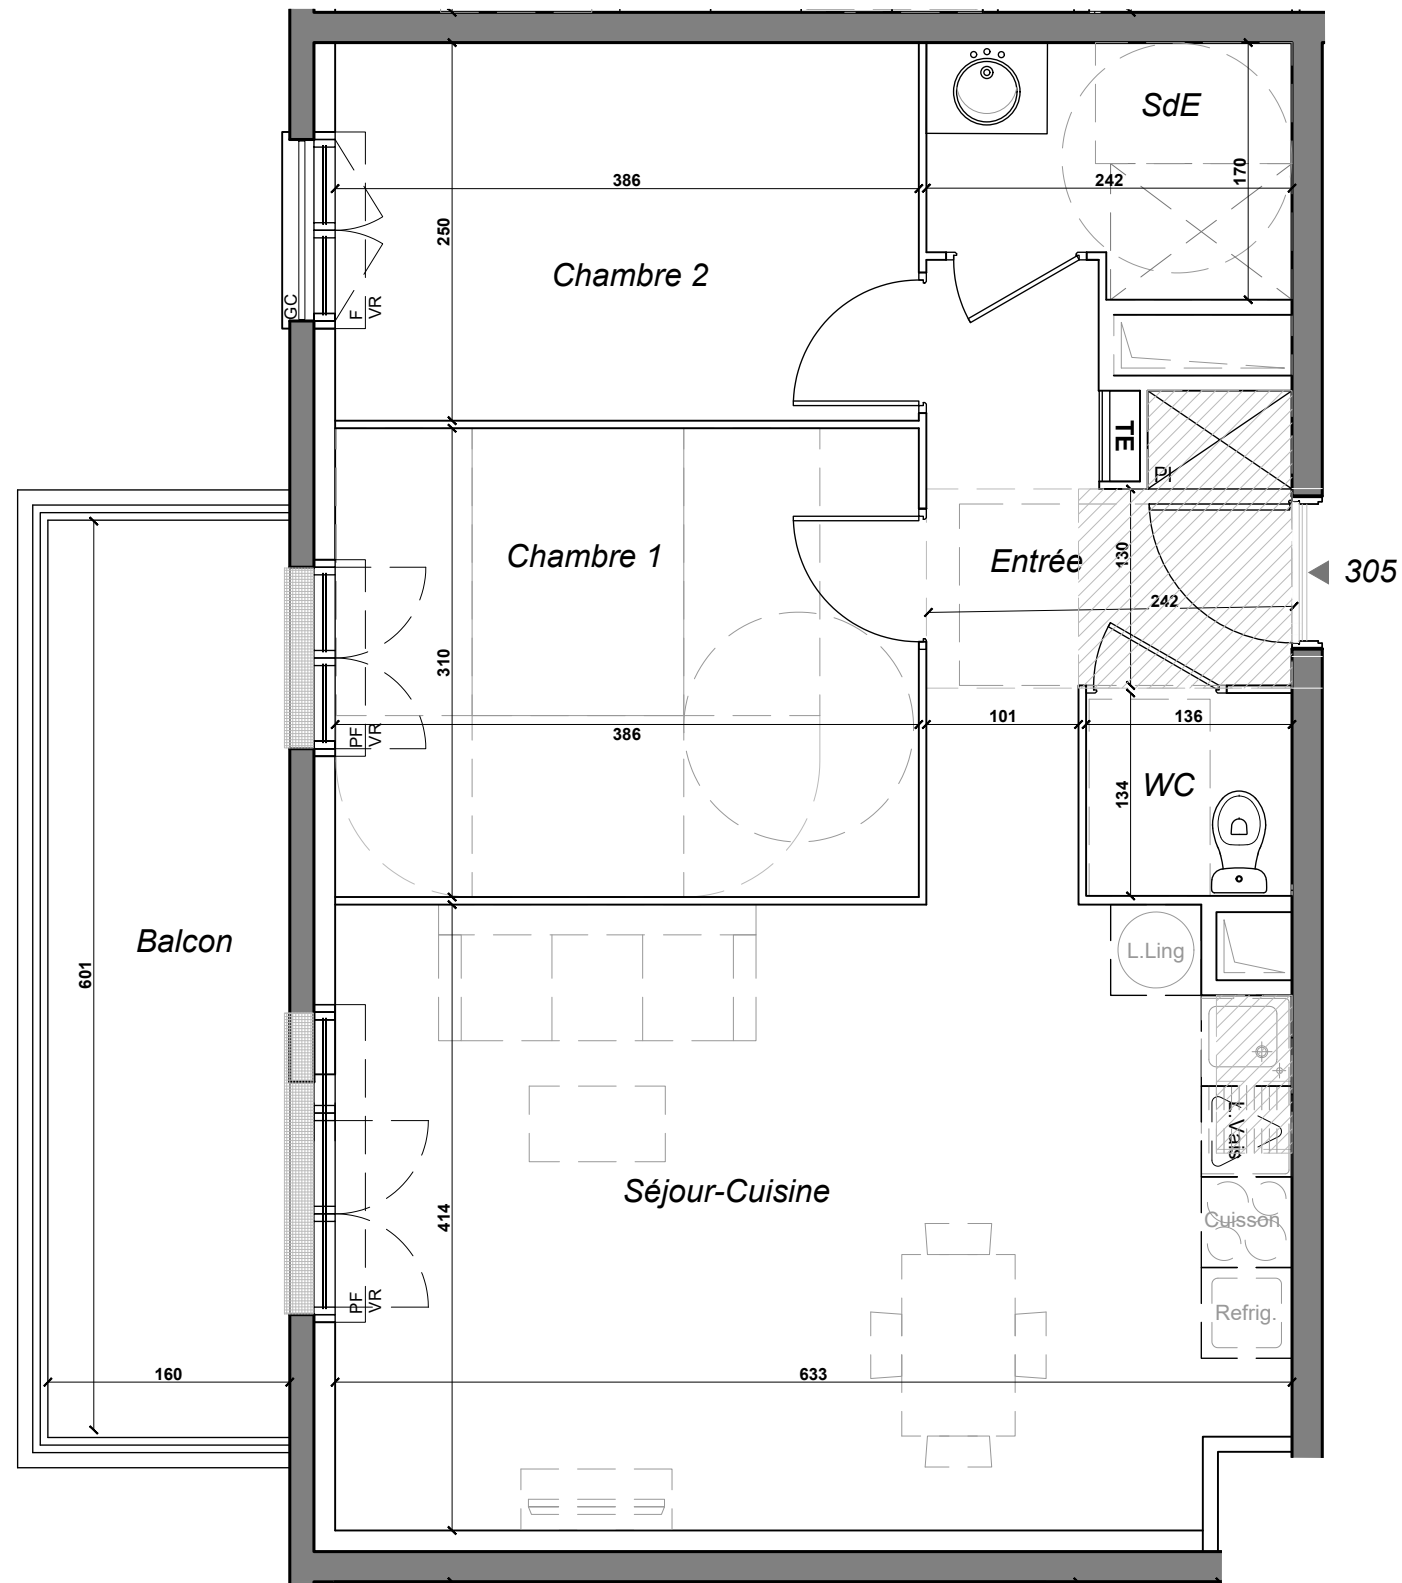 SdE
386
242
170
250
Chambre 2
GC
F
VR
TE
Pl
Chambre 1
Entrée
130
305
242
310
101
136
386
PF
VR
134
WC
Balcon
601
L.Ling
L. Vais
Séjour-Cuisine
414
Cuisson
PF
VR
Refrig.
160
633